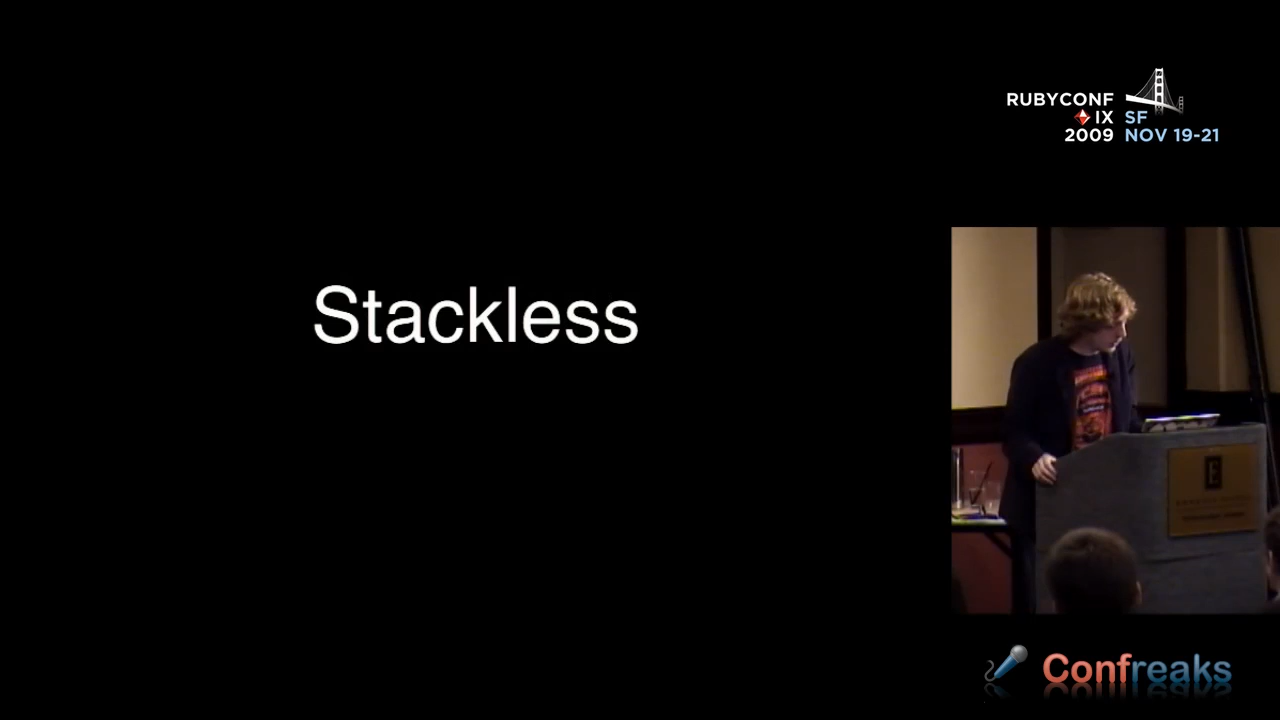 RUBYCONF
IX SF
2009 NOV 19-21
Stackless
E
Confreaks